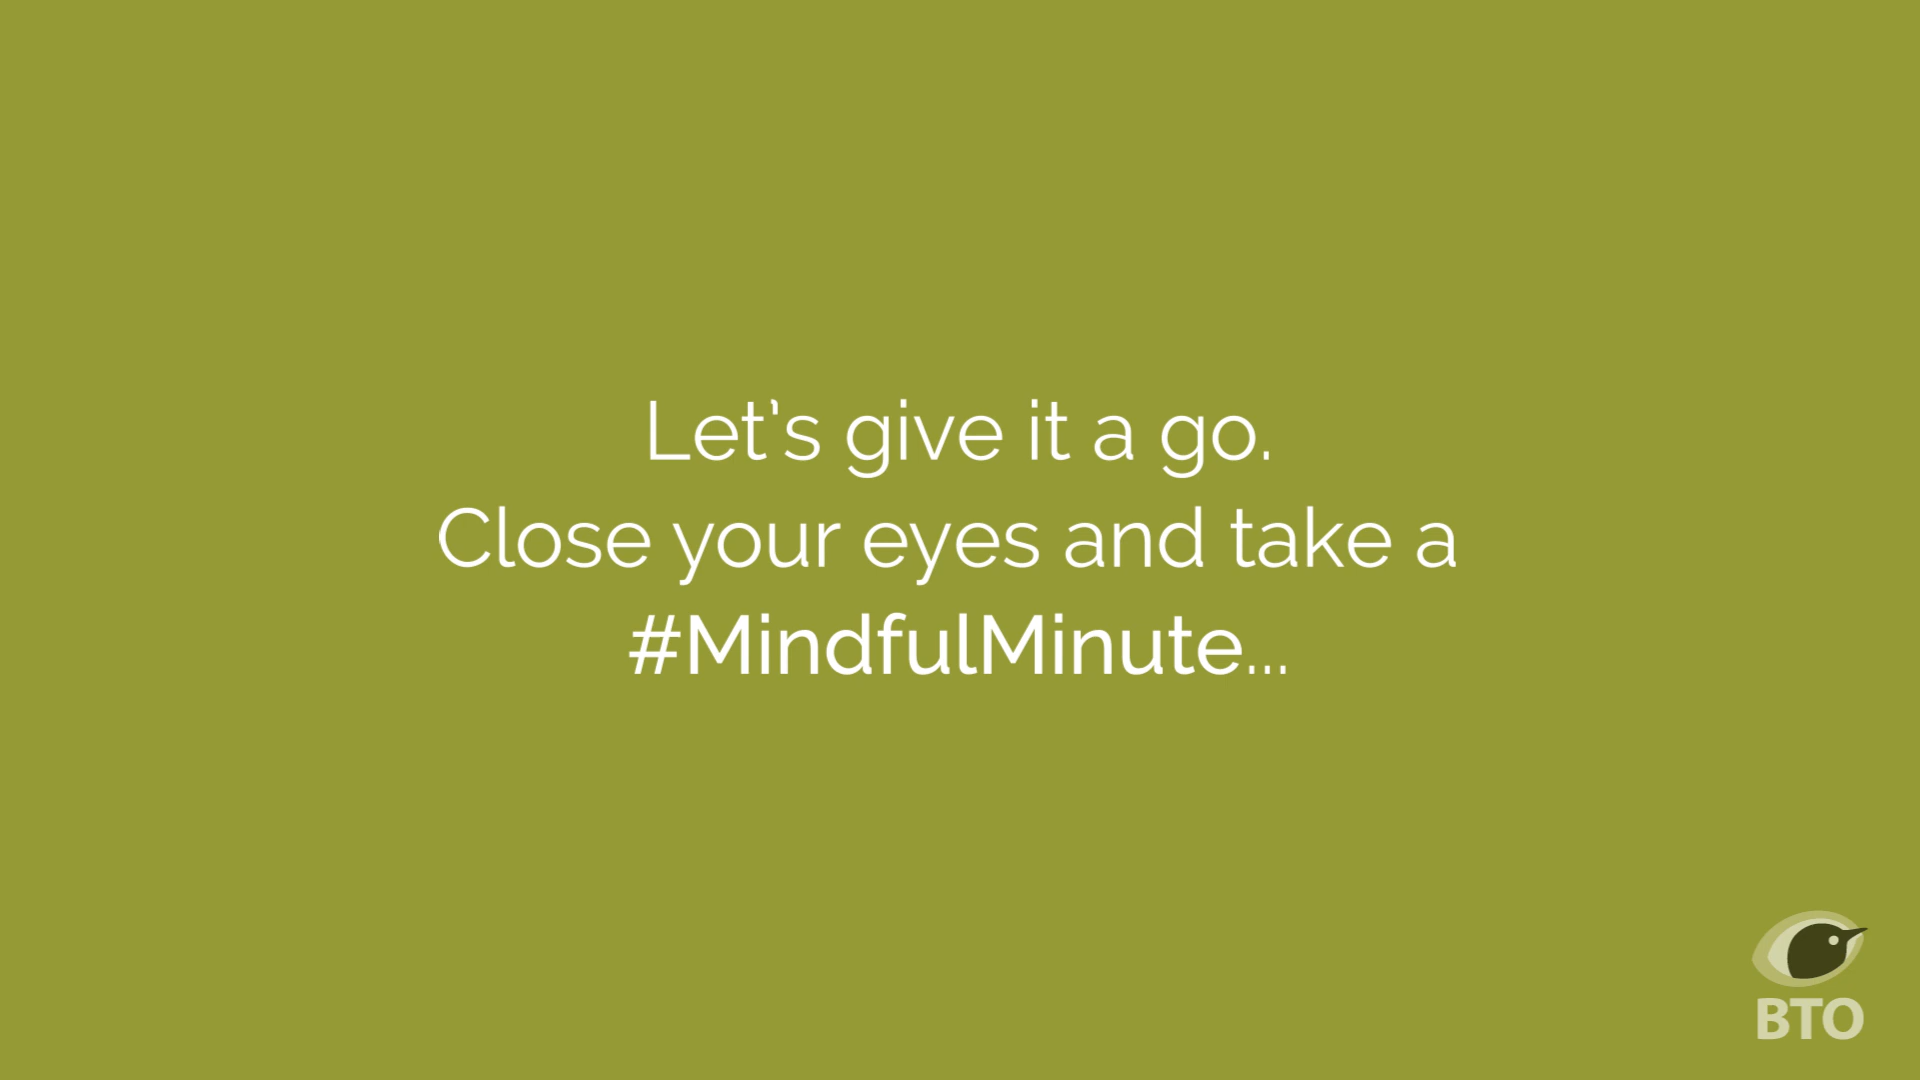 Let's give it a go.
Close your eyes and take a
#MindfulMinute...
BTO